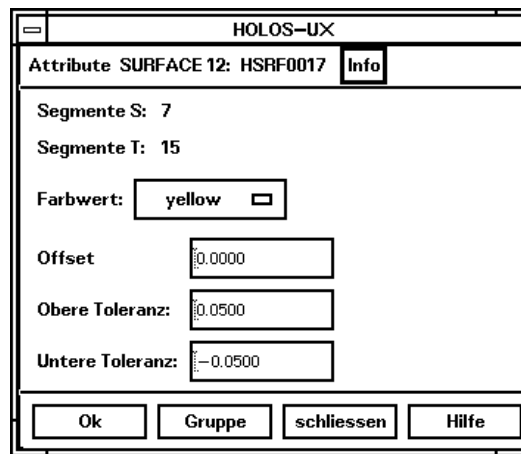 HOLOS-UX
Attribute SURFACE 12: HSRF0017 Info
Segmente S: 7
Segmente T: 15
Farbwert: yellow
Offset 0.0000
Obere Toleranz: 0.0500
Untere Toleranz: -0.0500
Ok Gruppe schliessen Hilfe